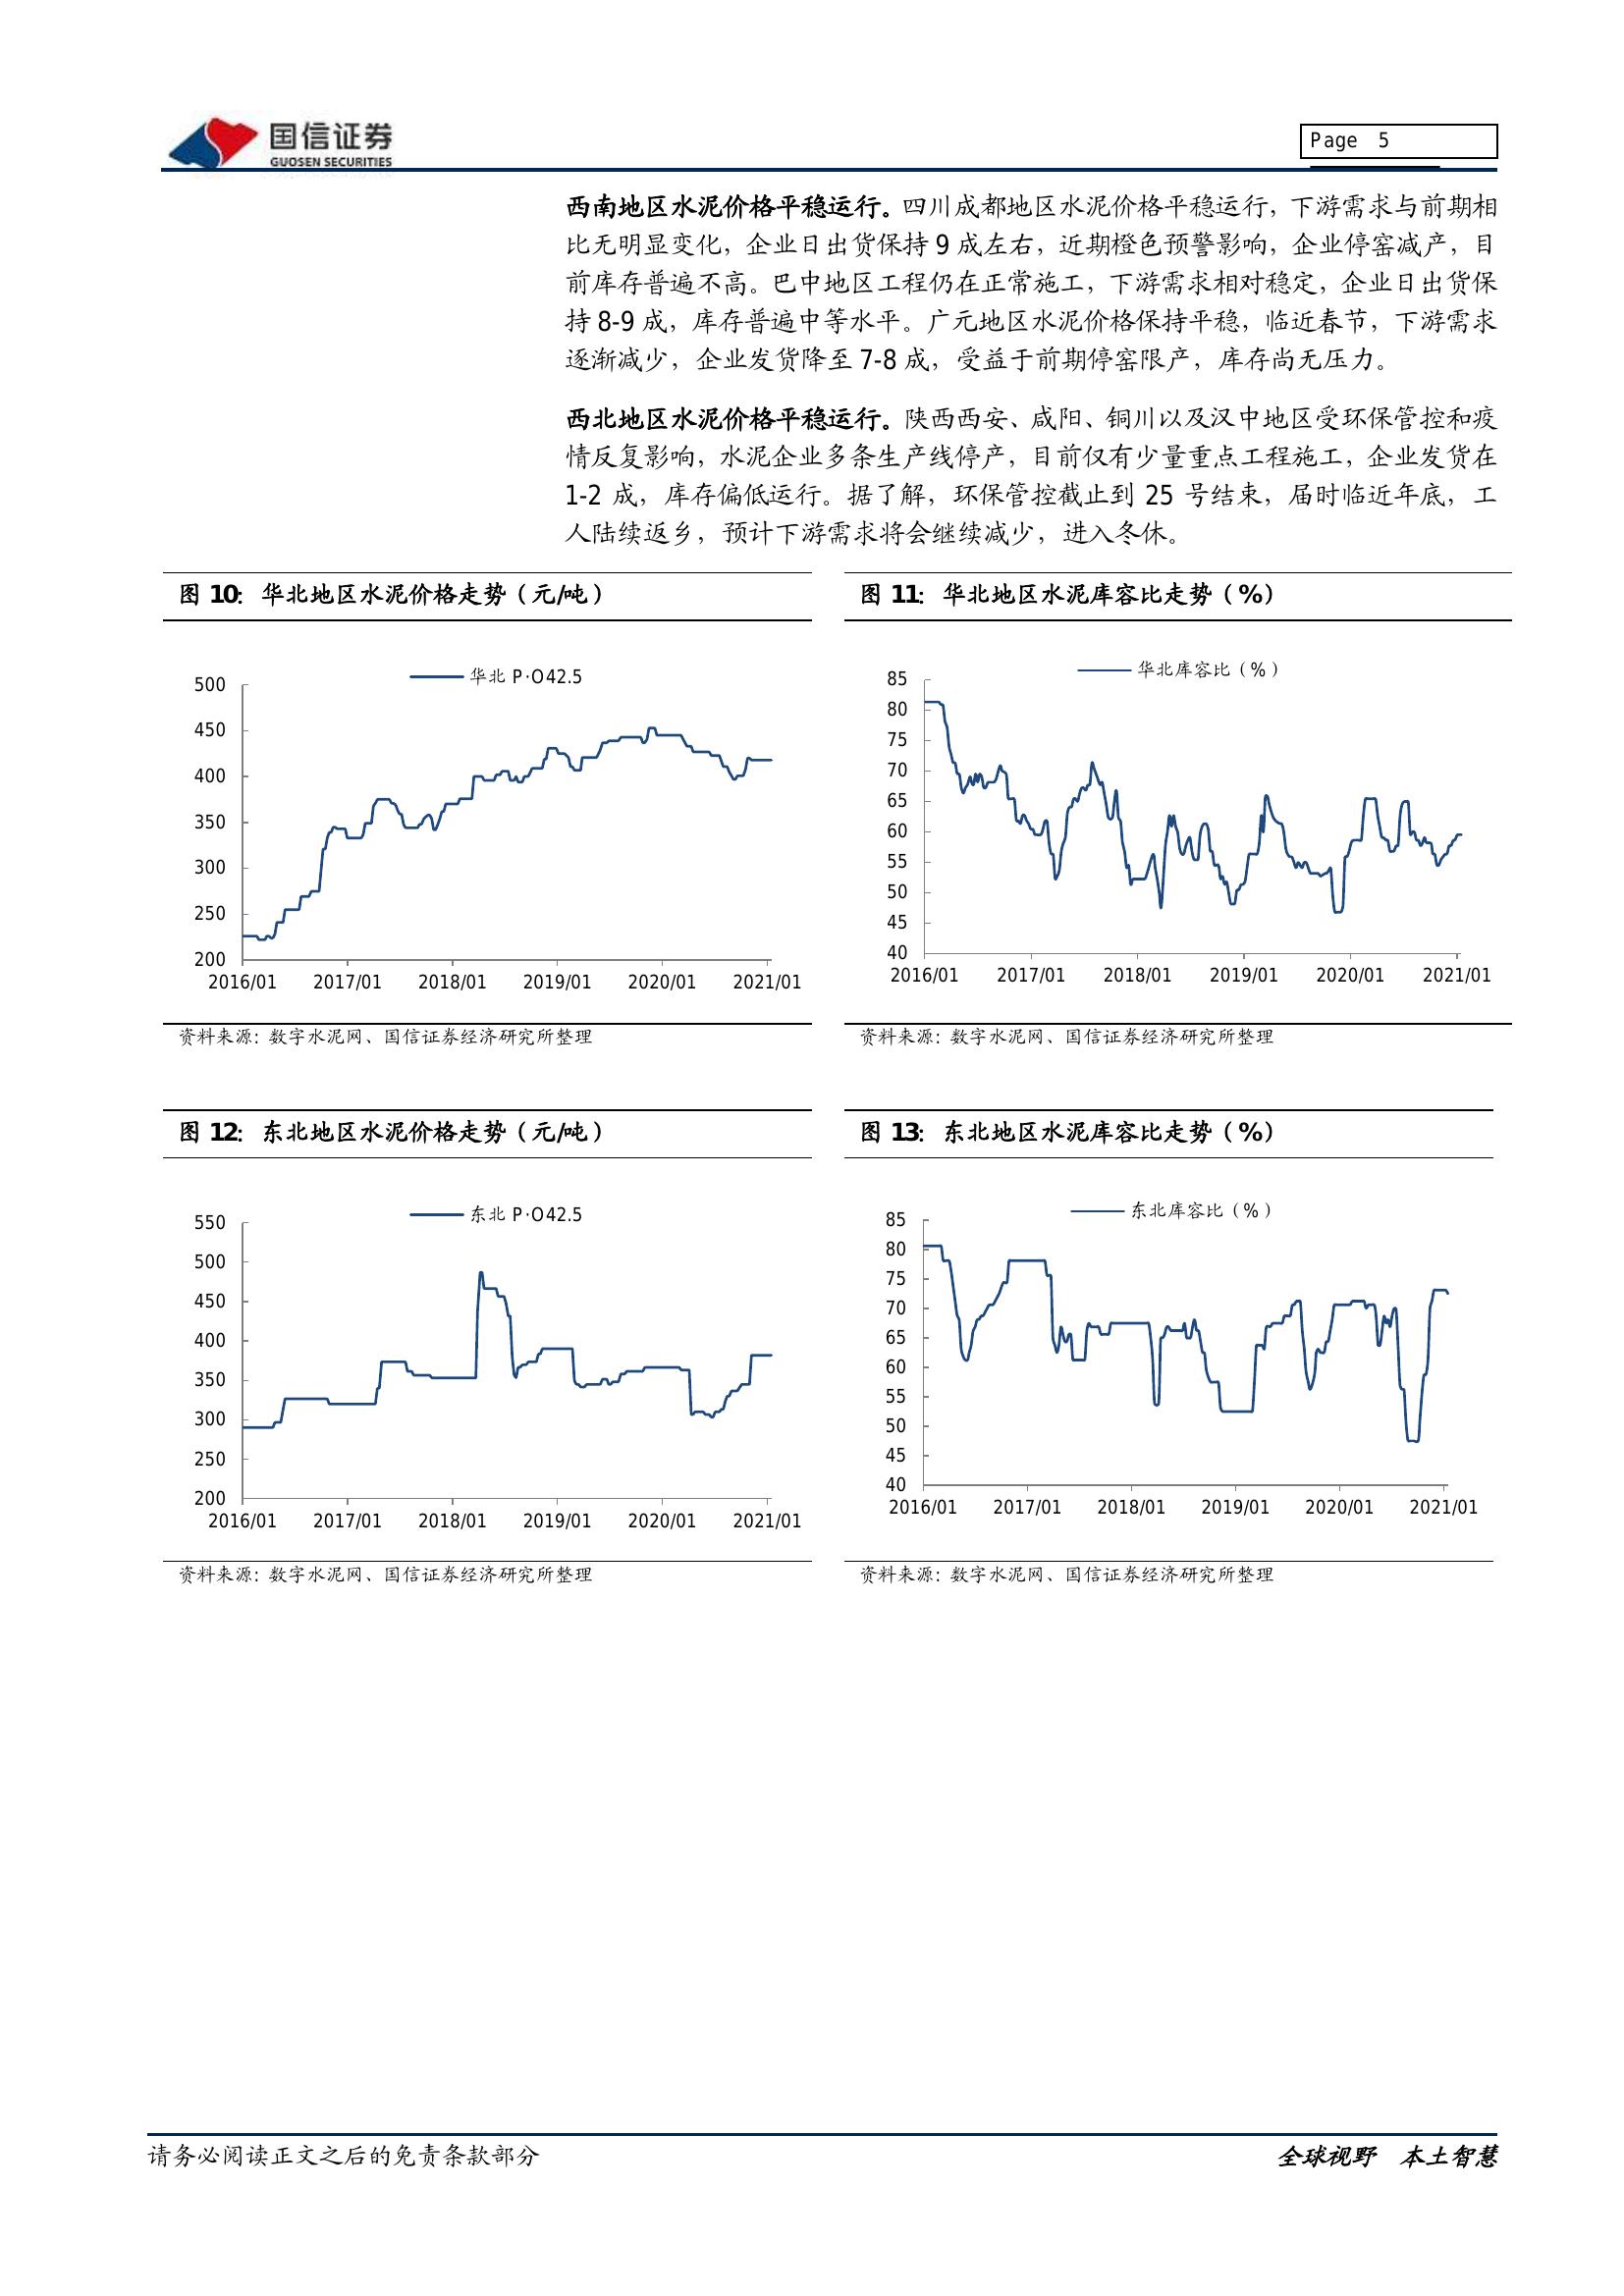 国信证券
GUOSEN SECURITIES
Page 5
西南地区水泥价格平稳运行。四川成都地区水泥价格平稳运行，下游需求与前期相
比无明显变化，企业日出货保持 9 成左右，近期橙色预警影响，企业停窑减产，目
前库存普遍不高。巴中地区工程仍在正常施工，下游需求相对稳定，企业日出货保
持 8-9 成，库存普遍中等水平。广元地区水泥价格保持平稳，临近春节，下游需求
逐渐减少，企业发货降至 7-8 成，受益于前期停窑限产，库存尚无压力。
西北地区水泥价格平稳运行。陕西西安、咸阳、铜川以及汉中地区受环保管控和疫
情反复影响，水泥企业多条生产线停产，目前仅有少量重点工程施工，企业发货在
1-2 成，库存偏低运行。据了解，环保管控截止到 25 号结束，届时临近年底，工
人陆续返乡，预计下游需求将会继续减少，进入冬休。
图 10：华北地区水泥价格走势（元/吨）
华北 P·O42.5
500
450
400
350
300
250
200
2016/01 2017/01 2018/01 2019/01 2020/01 2021/01
资料来源：数字水泥网、国信证券经济研究所整理
图 11：华北地区水泥库容比走势（%）
华北库容比（%）
85
80
75
70
65
60
55
50
45
40
2016/01 2017/01 2018/01 2019/01 2020/01 2021/01
资料来源：数字水泥网、国信证券经济研究所整理
图 12：东北地区水泥价格走势（元/吨）
东北 P·O42.5
550
500
450
400
350
300
250
200
2016/01 2017/01 2018/01 2019/01 2020/01 2021/01
资料来源：数字水泥网、国信证券经济研究所整理
图 13：东北地区水泥库容比走势（%）
东北库容比（%）
85
80
75
70
65
60
55
50
45
40
2016/01 2017/01 2018/01 2019/01 2020/01 2021/01
资料来源：数字水泥网、国信证券经济研究所整理
请务必阅读正文之后的免责条款部分
全球视野 本土智慧